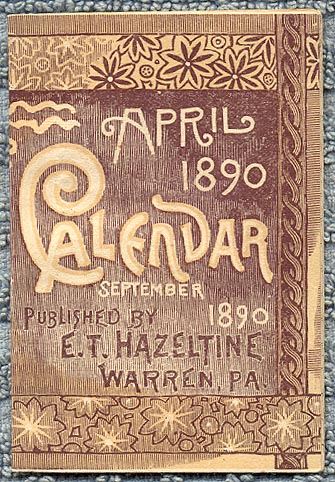 APRIL
1890
CALENDAR
SEPTEMBER
1890
PUBLISHED BY
E.T. HAZELTINE
WARREN, PA.